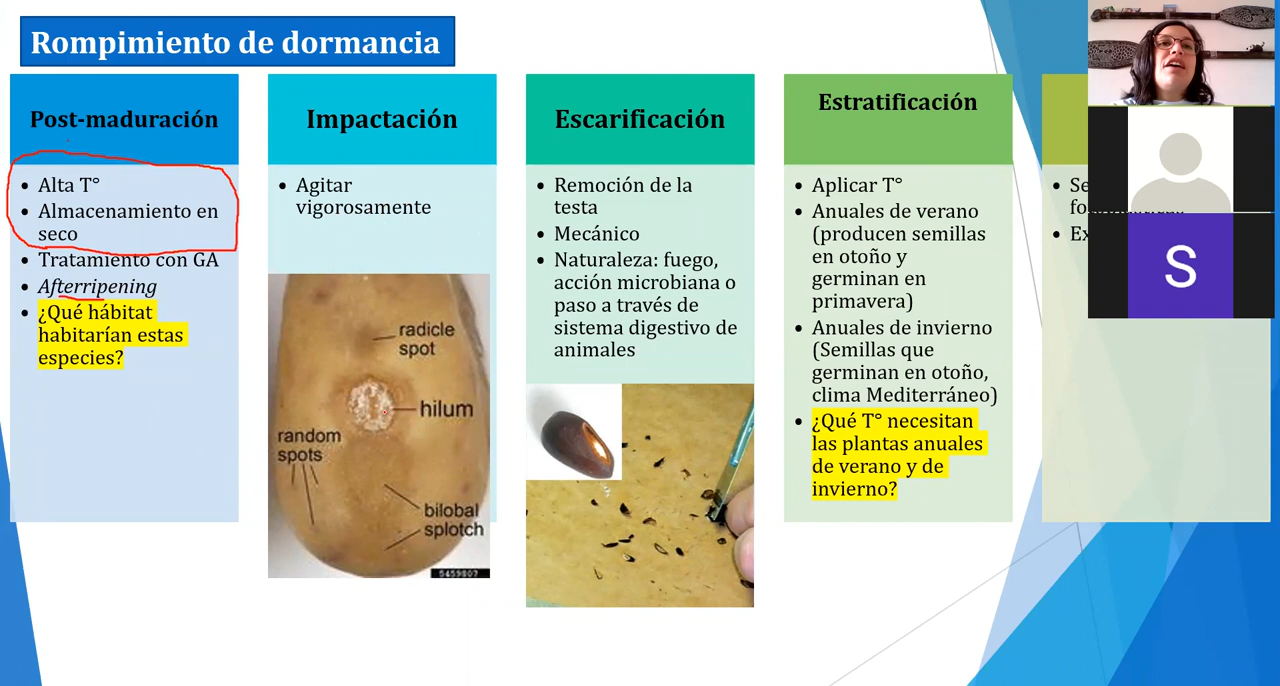 Rompimiento de dormancia
Post-maduración
• Alta T°
• Almacenamiento en
seco
• Tratamiento con GA
• Afterripening
• ¿Qué hábitat
habitarían estas
especies?
Impactación
• Agitar
vigorosamente
radicle
spot
hilum
random
spots
bilobal
splotch
5459807
Escarificación
• Remoción de la
testa
• Mecánico
• Naturaleza: fuego,
acción microbiana o
paso a través de
sistema digestivo de
animales
Estratificación
• Aplicar T°
• Anuales de verano
(producen semillas
en otoño y
germinan en
primavera)
• Anuales de invierno
(Semillas que
germinan en otoño,
clima Mediterráneo)
• ¿Qué T° necesitan
las plantas anuales
de verano y de
invierno?
S